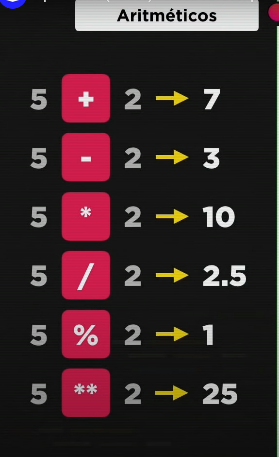 Aritméticos
5 + 2 → 7
5 - 2 → 3
5 * 2 → 10
5 / 2 → 2.5
5 % 2 → 1
5 ** 2 → 25